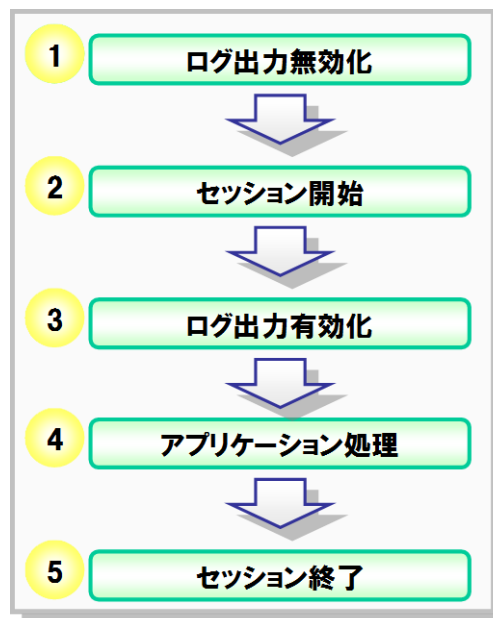 1
ログ出力無効化
2
セッション開始
3
ログ出力有効化
4
アプリケーション処理
5
セッション終了